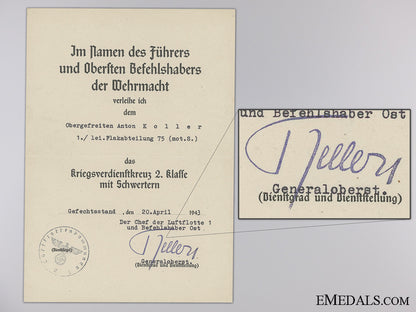 Im Namen des Führers
und Obersten Befehlshabers
der Wehrmacht
verleihe ich
dem
Obergefreiten Anton K o l l e r
1./ lei.Flakabteilung 75 (mot.S.)
das
Kriegsverdienstkreuz 2. Klasse
mit Schwertern
Gefechtsstand , den 20.April 1943
Der Chef der Luftflotte 1
und Befehlshaber Ost
Generaloberst.
(Dienstgrad und Dienststellung)
und Befehlshaber Ost
Generaloberst.
(Dienstgrad und Dienststellung)
EMEDALS.COM